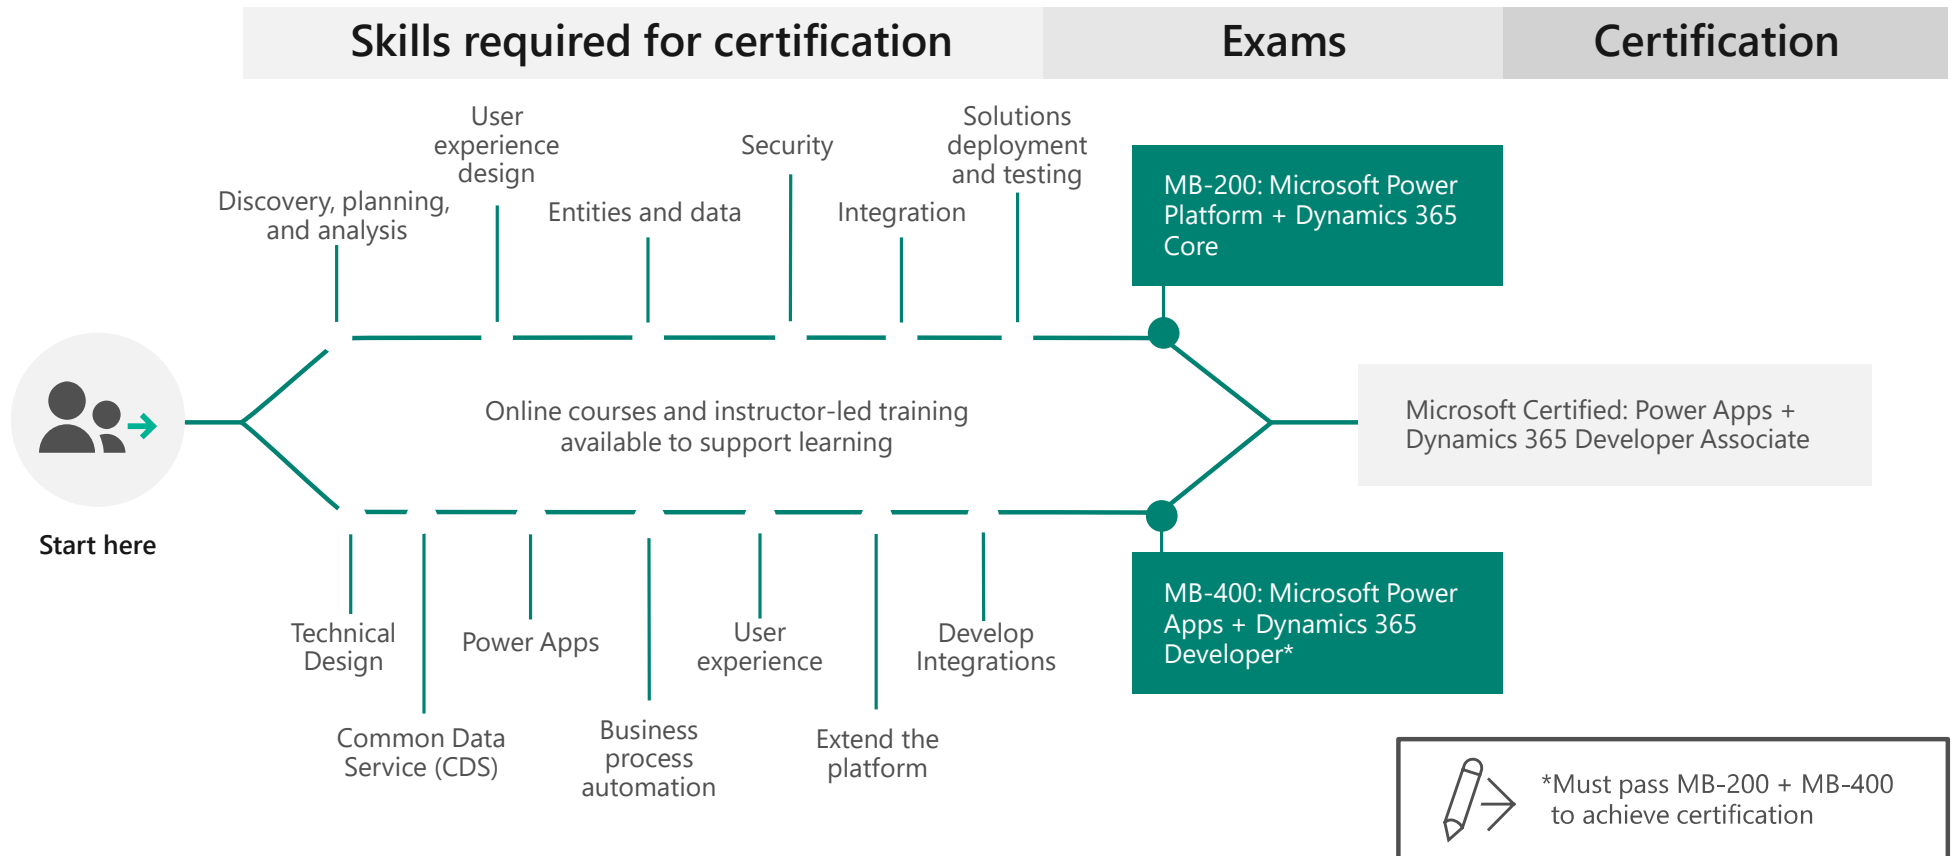 Skills required for certification
Exams
Certification
User
experience
design
Security
Solutions
deployment
and testing
Discovery, planning,
and analysis
Entities and data
Integration
MB-200: Microsoft Power
Platform + Dynamics 365
Core
Online courses and instructor-led training
available to support learning
Microsoft Certified: Power Apps +
Dynamics 365 Developer Associate
Start here
Technical
Design
Power Apps
User
experience
Develop
Integrations
MB-400: Microsoft Power
Apps + Dynamics 365
Developer*
Common Data
Service (CDS)
Business
process
automation
Extend the
platform
*Must pass MB-200 + MB-400
to achieve certification